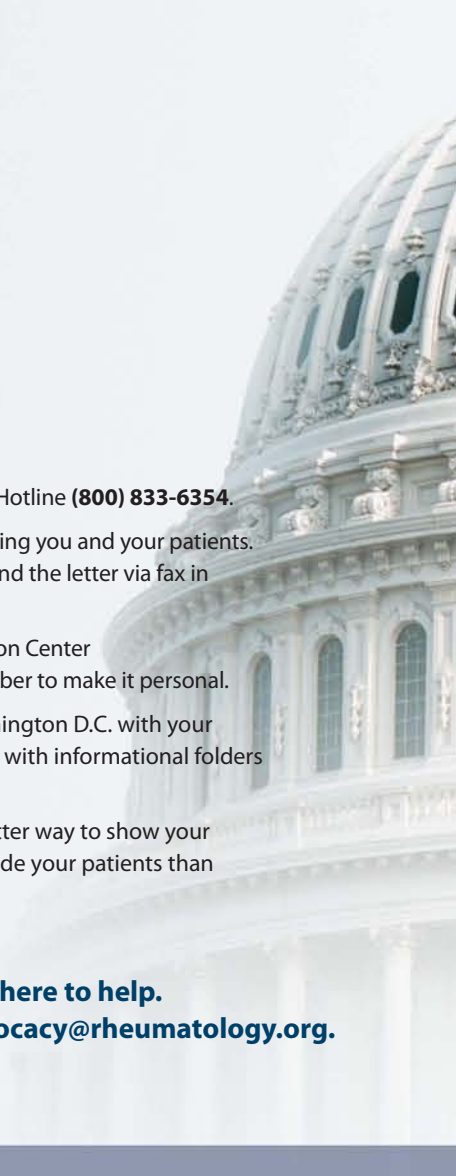 Hotline (800) 833-6354.
ing you and your patients.
nd the letter via fax in
on Center
ber to make it personal.
ington D.C. with your
with informational folders
tter way to show your
de your patients than
here to help.
ocacy@rheumatology.org.